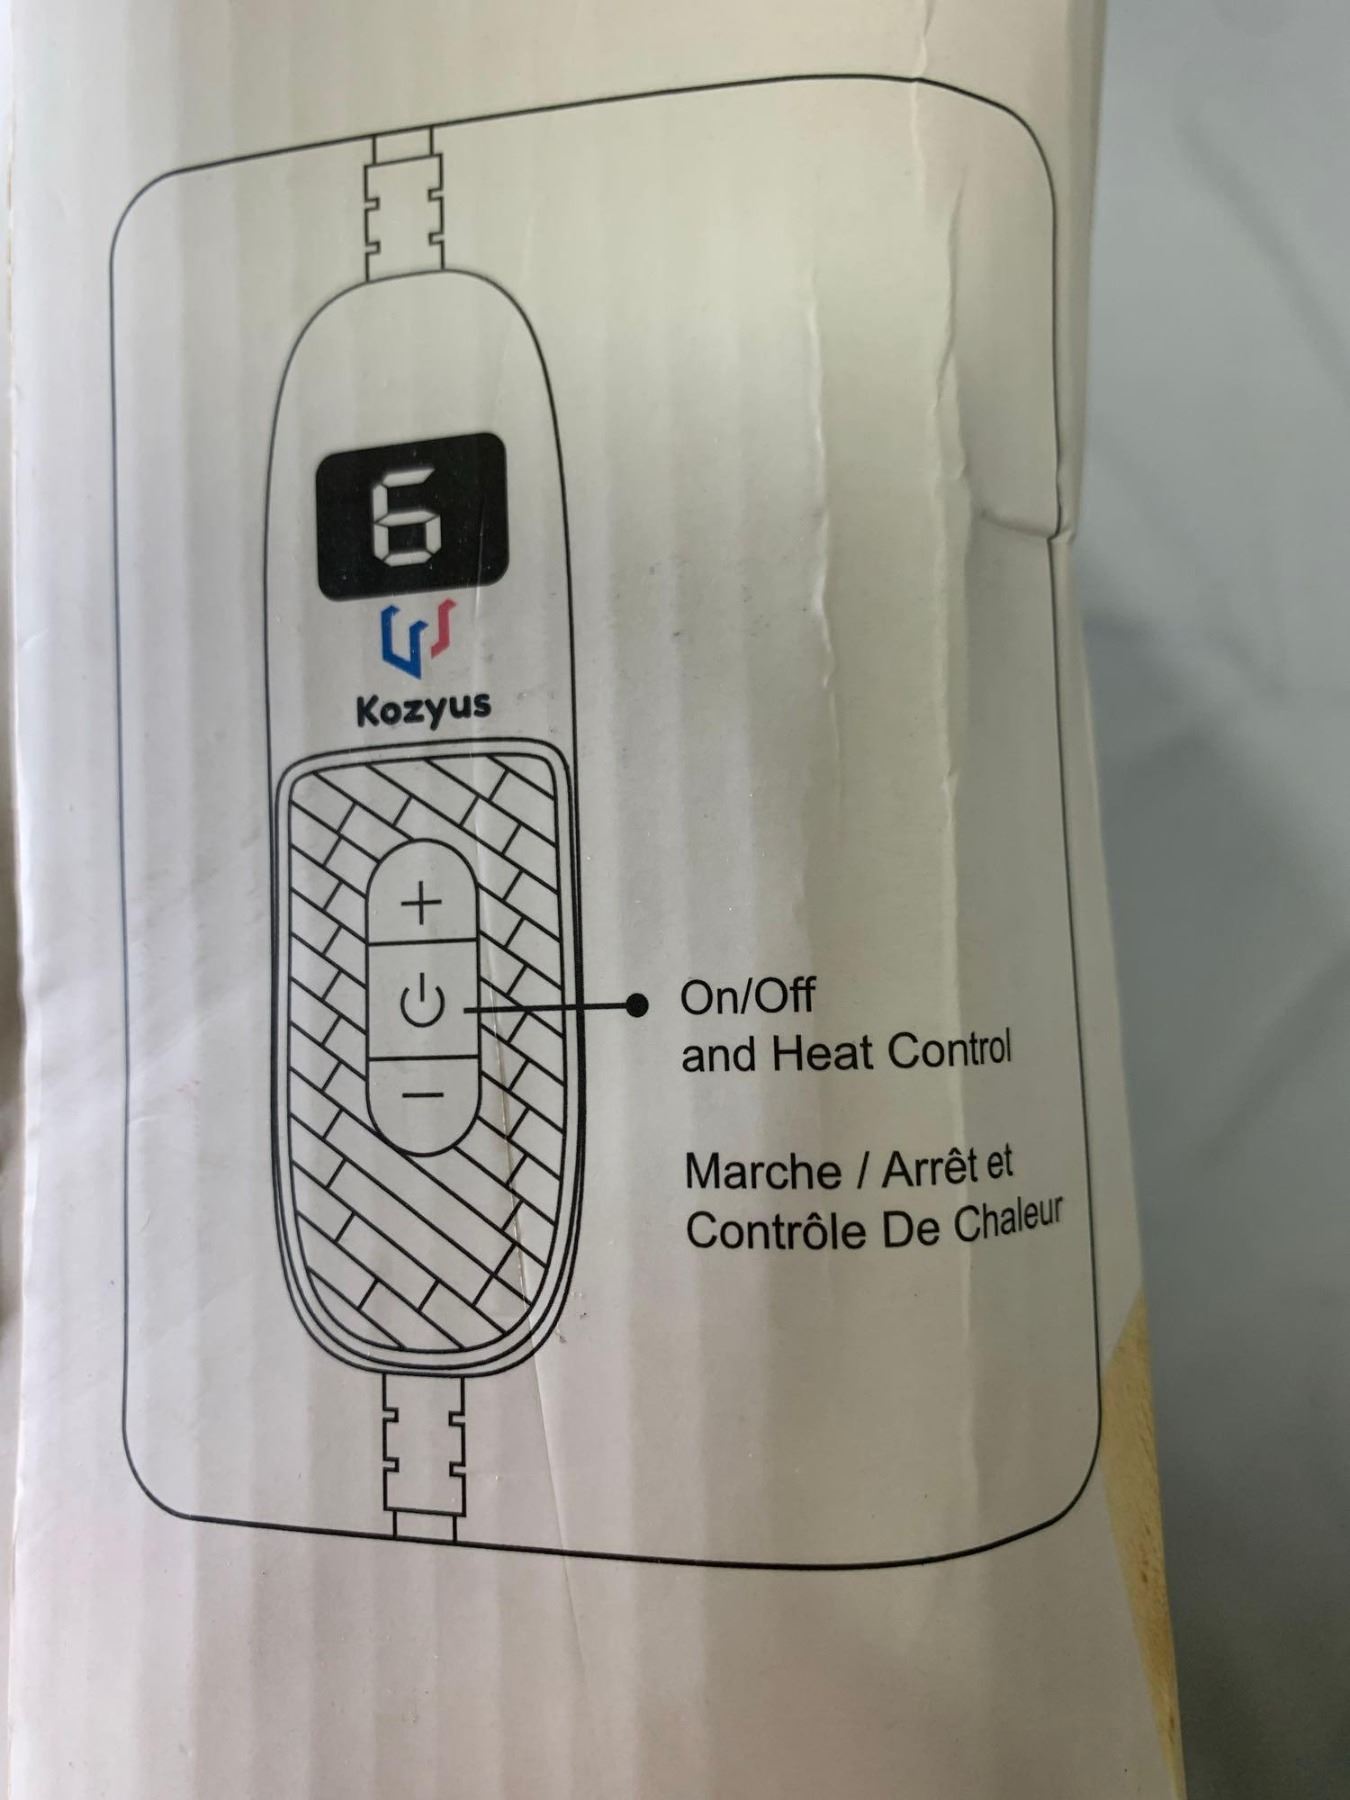 6
Kozyus
On/Off
and Heat Control
Marche / Arrêt et
Contrôle De Chaleur